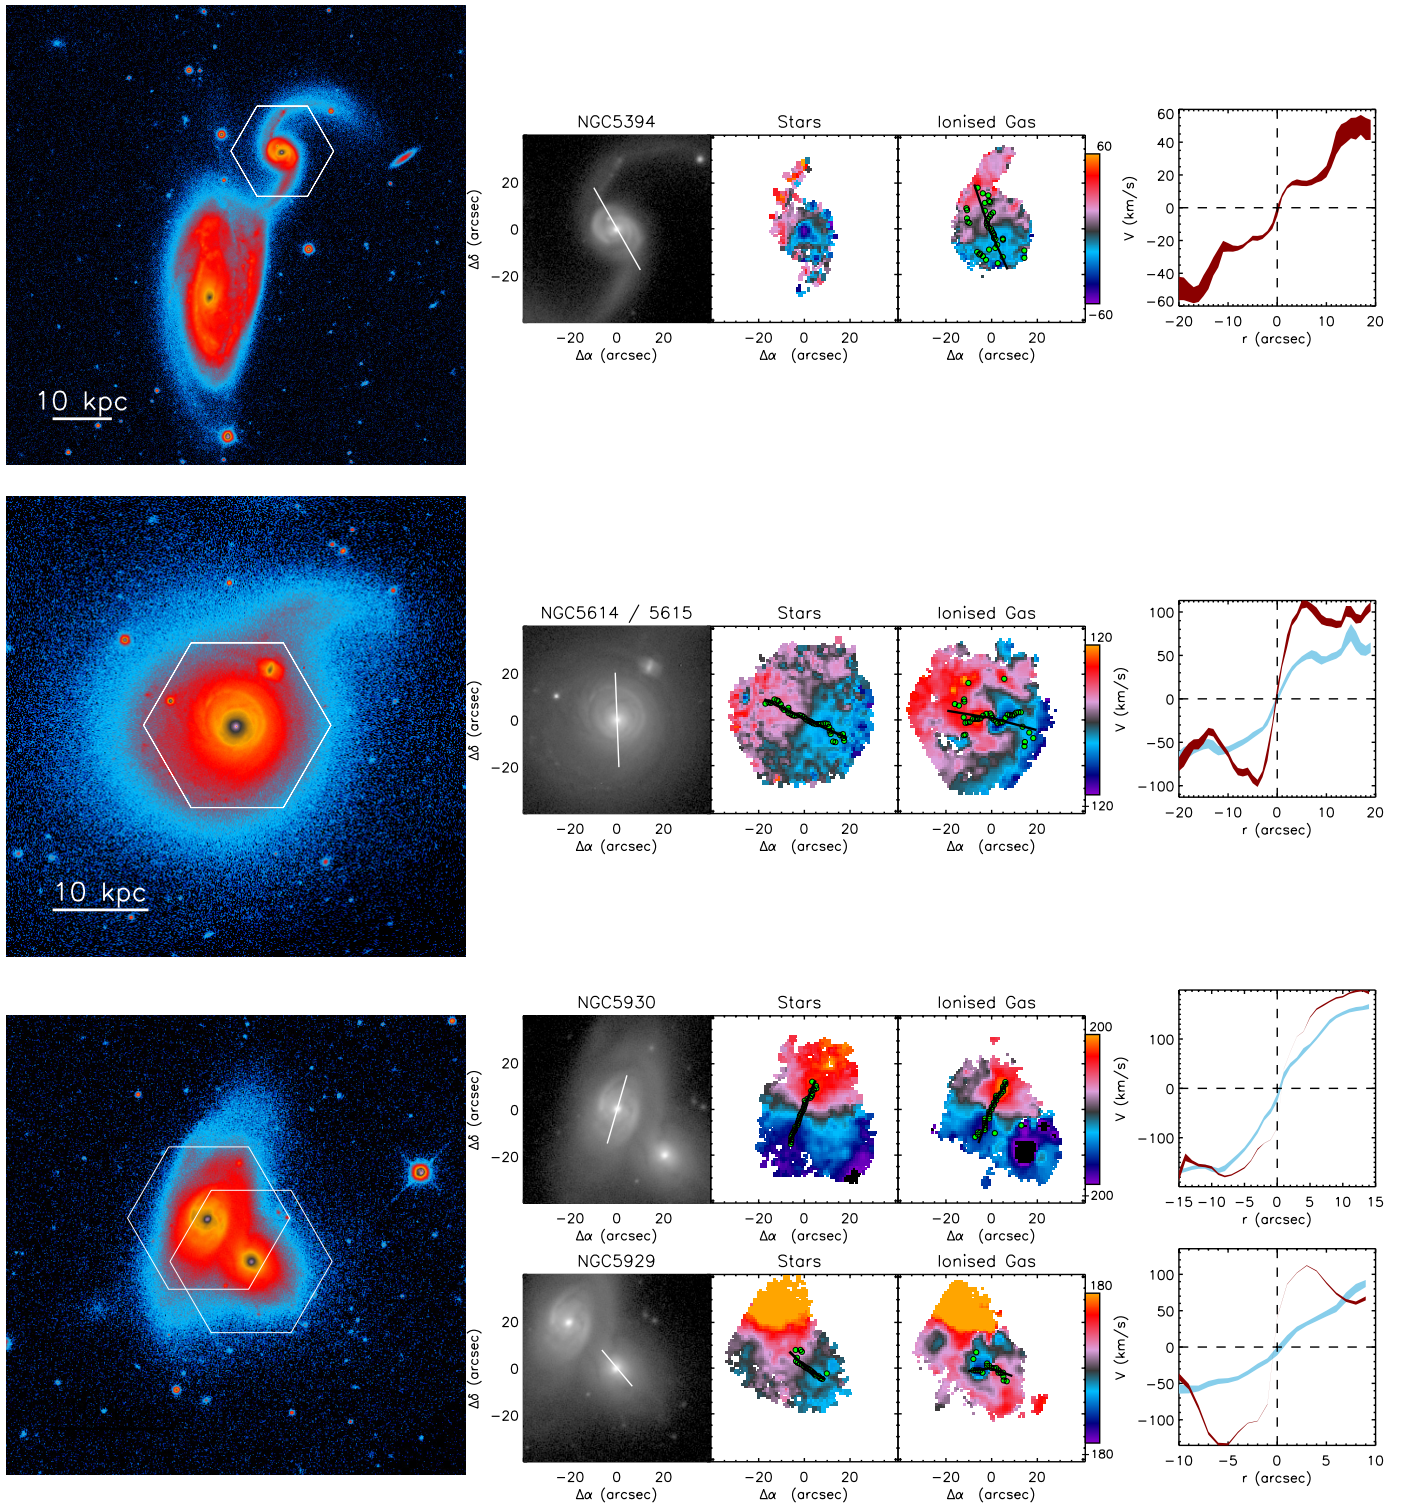 10 kpc
NGC5394 Stars Ionised Gas
Δδ (arcsec)
20
0
−20
−20 0 20 −20 0 20 −20 0 20
Δα (arcsec) Δα (arcsec) Δα (arcsec)
60
−60
V (km/s)
60
40
20
0
−20
−40
−60
−20 −10 0 10 20
r (arcsec)
10 kpc
NGC5614 / 5615 Stars Ionised Gas
Δδ (arcsec)
20
0
−20
−20 0 20 −20 0 20 −20 0 20
Δα (arcsec) Δα (arcsec) Δα (arcsec)
120
−120
V (km/s)
100
50
0
−50
−100
−20 −10 0 10 20
r (arcsec)
NGC5930 Stars Ionised Gas
Δδ (arcsec)
20
0
−20
−20 0 20 −20 0 20 −20 0 20
Δα (arcsec) Δα (arcsec) Δα (arcsec)
200
−200
V (km/s)
100
0
−100
−15 −10 −5 0 5 10 15
r (arcsec)
NGC5929 Stars Ionised Gas
Δδ (arcsec)
20
0
−20
−20 0 20 −20 0 20 −20 0 20
Δα (arcsec) Δα (arcsec) Δα (arcsec)
180
−180
V (km/s)
100
50
0
−50
−100
−10 −5 0 5 10
r (arcsec)